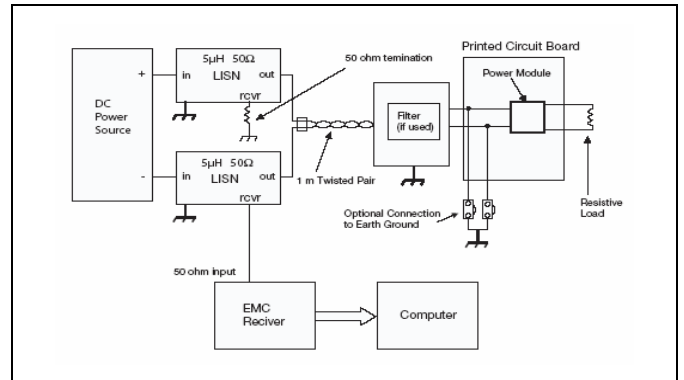 50 ohm temination
Printed Circuit Board
Power Module
5µH 50Ω
LISN
in
out
rcvr
+
DC
Power
Source
-
5µH 50Ω
LISN
in
out
rcvr
1 m Twisted Pair
Filter
(if used)
Optional Connection
to Earth Ground
Resistive
Load
50 ohm input
EMC
Reciver
Computer